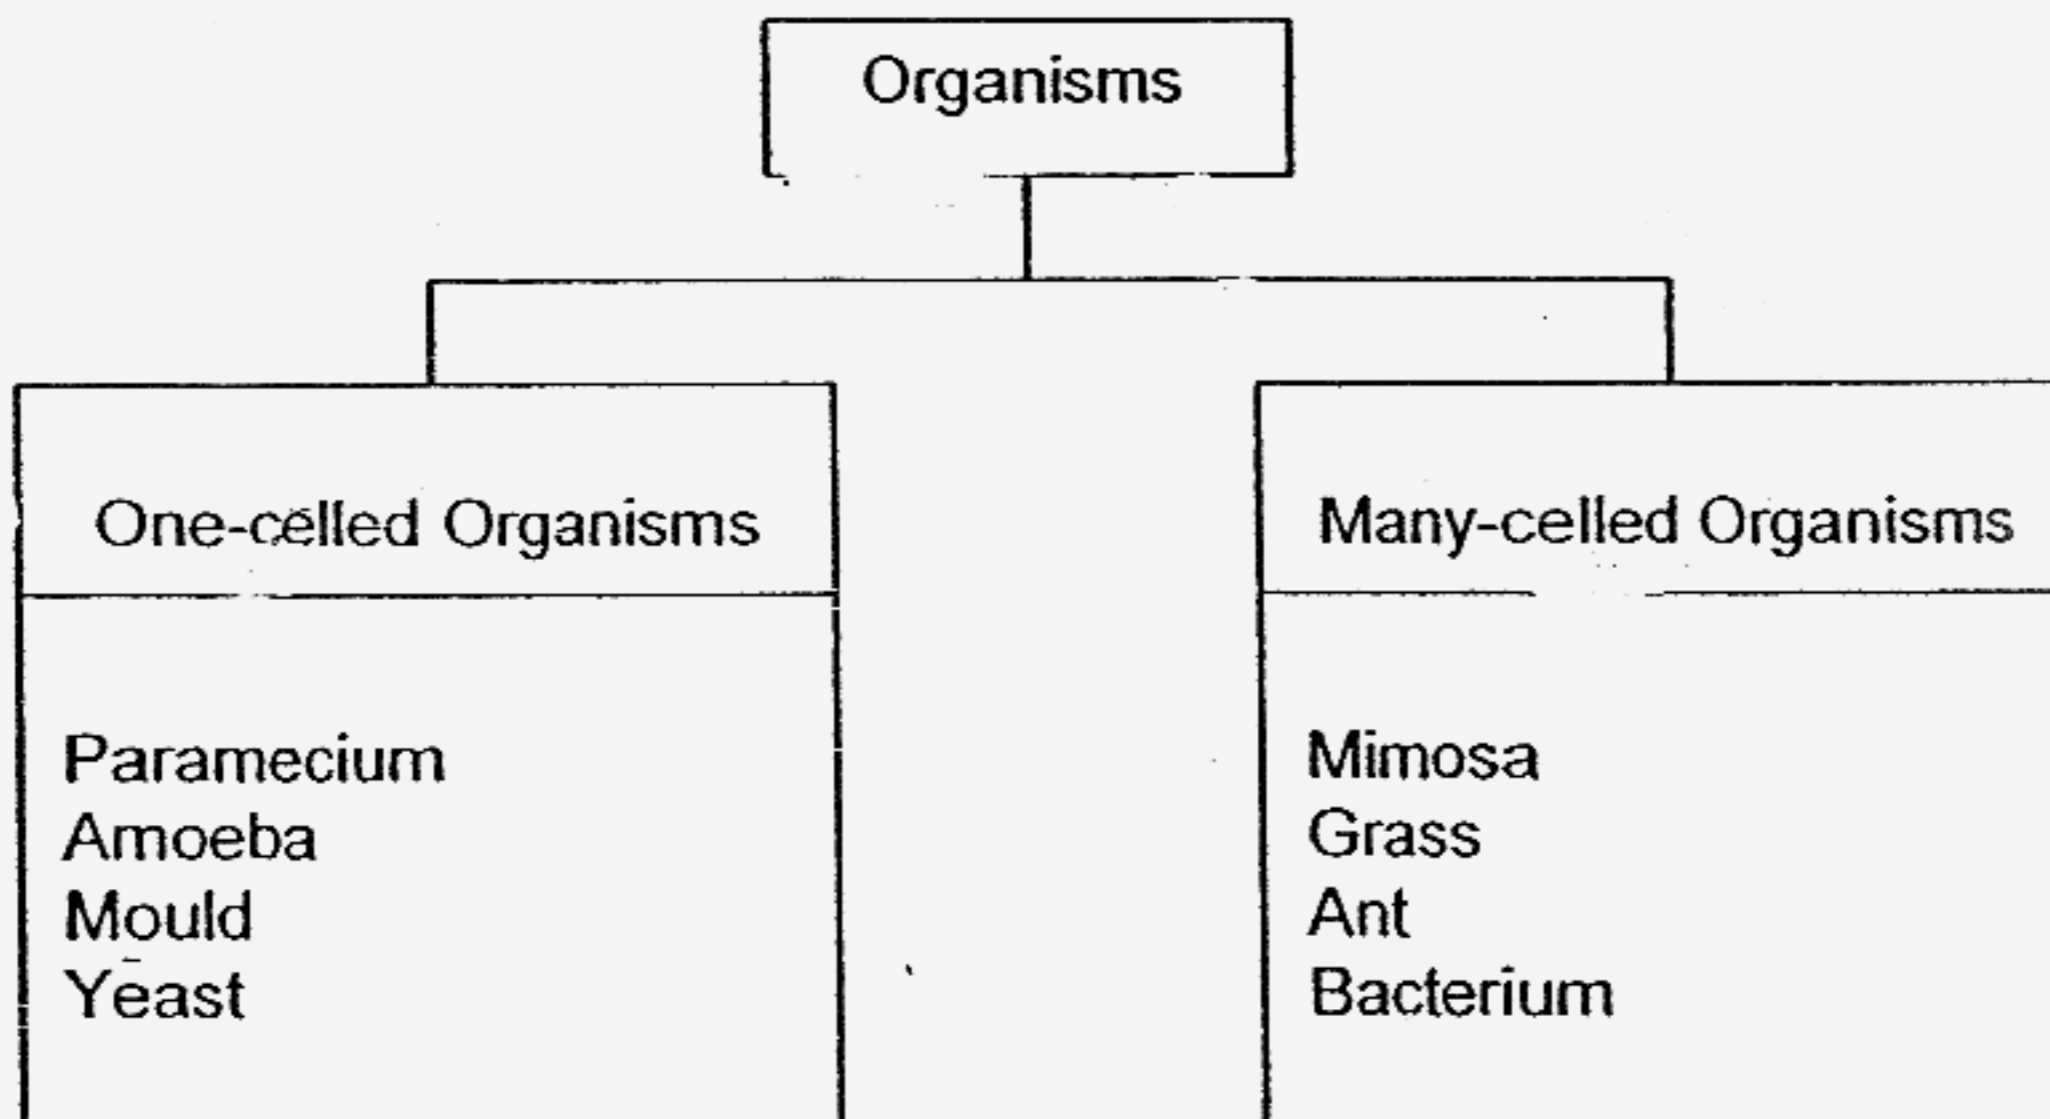 Organisms
One-celled Organisms
Paramecium
Amoeba
Mould
Yeast
Many-celled Organisms
Mimosa
Grass
Ant
Bacterium